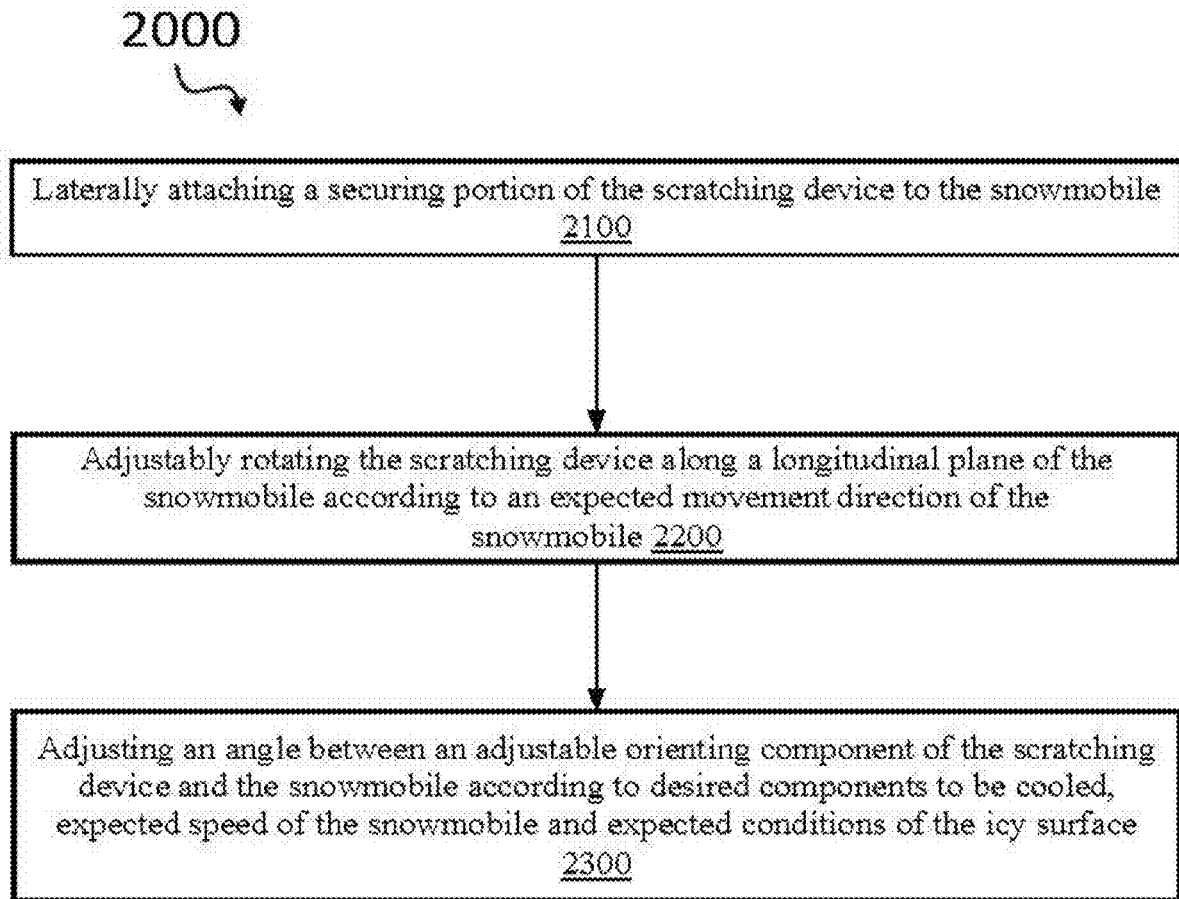 2000
Laterally attaching a securing portion of the scratching device to the snowmobile
2100
Adjustably rotating the scratching device along a longitudinal plane of the
snowmobile according to an expected movement direction of the
snowmobile 2200
Adjusting an angle between an adjustable orienting component of the scratching
device and the snowmobile according to desired components to be cooled,
expected speed of the snowmobile and expected conditions of the icy surface
2300